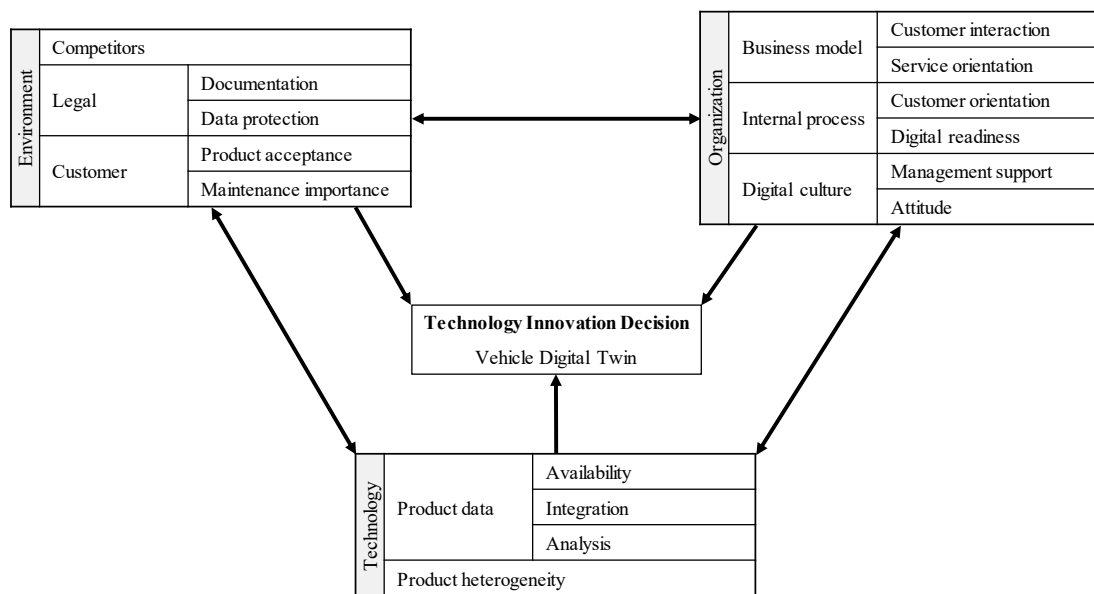 Environment
Competitors
Legal
Documentation
Data protection
Customer
Product acceptance
Maintenance importance
Organization
Business model
Customer interaction
Service orientation
Internal process
Customer orientation
Digital readiness
Digital culture
Management support
Attitude
Technology Innovation Decision
Vehicle Digital Twin
Technology
Product data
Availability
Integration
Analysis
Product heterogeneity